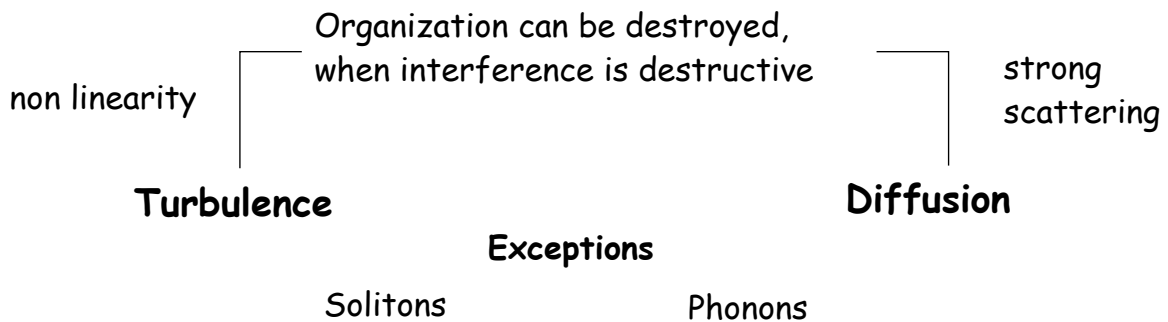 Organization can be destroyed,
when interference is destructive
non linearity
strong
scattering
Turbulence
Diffusion
Exceptions
Solitons
Phonons